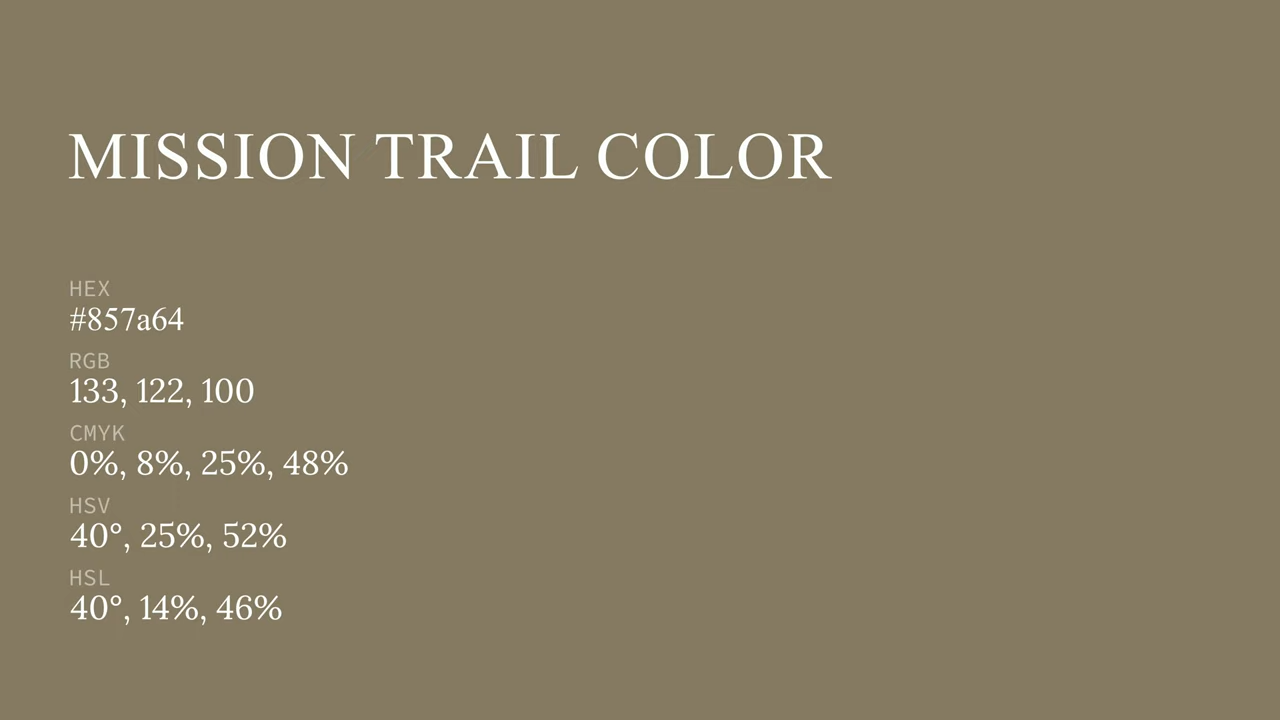 MISSION TRAIL COLOR
HEX
#857a64
RGB
133, 122, 100
CMYK
0%, 8%, 25%, 48%
HSV
40°, 25%, 52%
HSL
40°, 14%, 46%